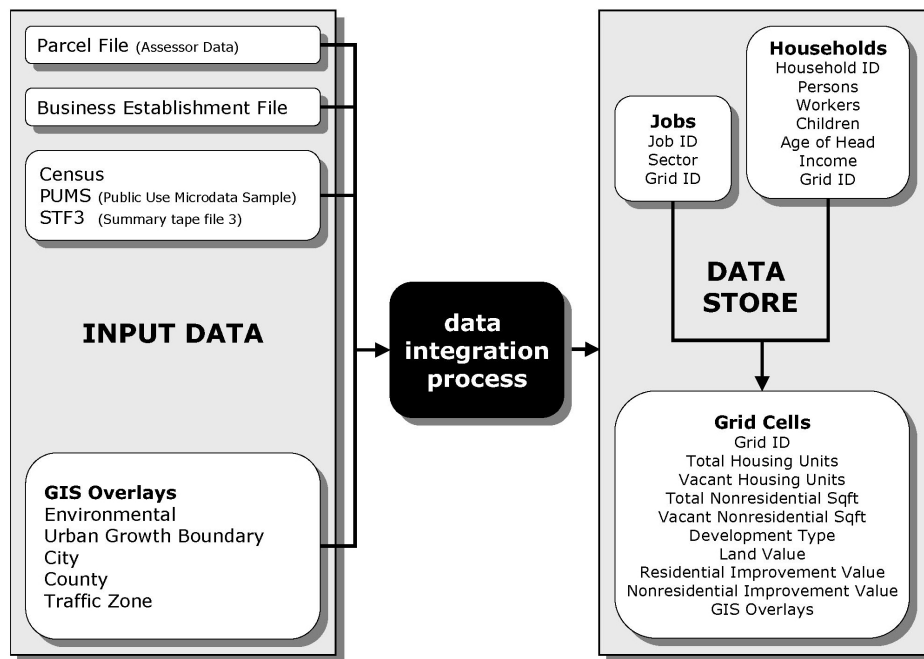 Parcel File (Assessor Data)
Business Establishment File
Census
PUMS (Public Use Microdata Sample)
STF3 (Summary tape file 3)
INPUT DATA
GIS Overlays
Environmental
Urban Growth Boundary
City
County
Traffic Zone
data
integration
process
Jobs
Job ID
Sector
Grid ID
Households
Household ID
Persons
Workers
Children
Age of Head
Income
Grid ID
DATA
STORE
Grid Cells
Grid ID
Total Housing Units
Vacant Housing Units
Total Nonresidential Sqft
Vacant Nonresidential Sqft
Development Type
Land Value
Residential Improvement Value
Nonresidential Improvement Value
GIS Overlays